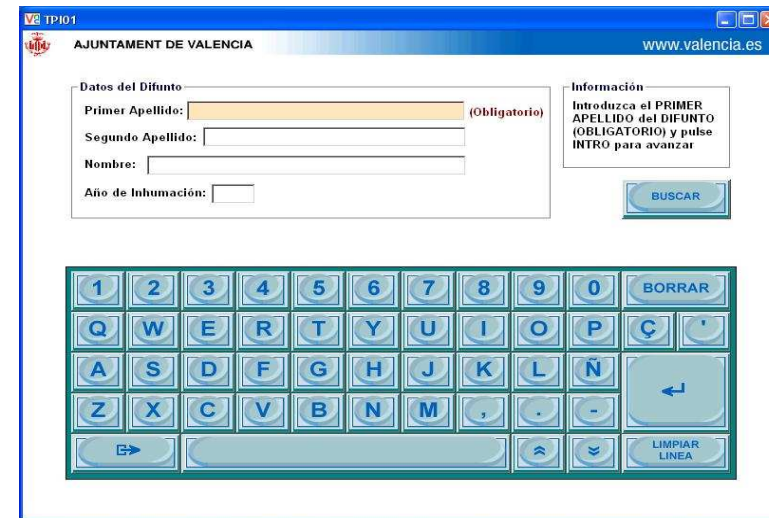 TPI01
AJUNTAMENT DE VALENCIA
www.valencia.es
Datos del Difunto
Primer Apellido:
(Obligatorio)
Segundo Apellido:
Nombre:
Año de Inhumación:
Información
Introduzca el PRIMER
APELLIDO del DIFUNTO
(OBLIGATORIO) y pulse
INTRO para avanzar
BUSCAR
1 2 3 4 5 6 7 8 9 0 BORRAR
Q W E R T Y U I O P Ç '
A S D F G H J K L Ñ
Z X C V B N M , . -
LIMPIAR
LINEA